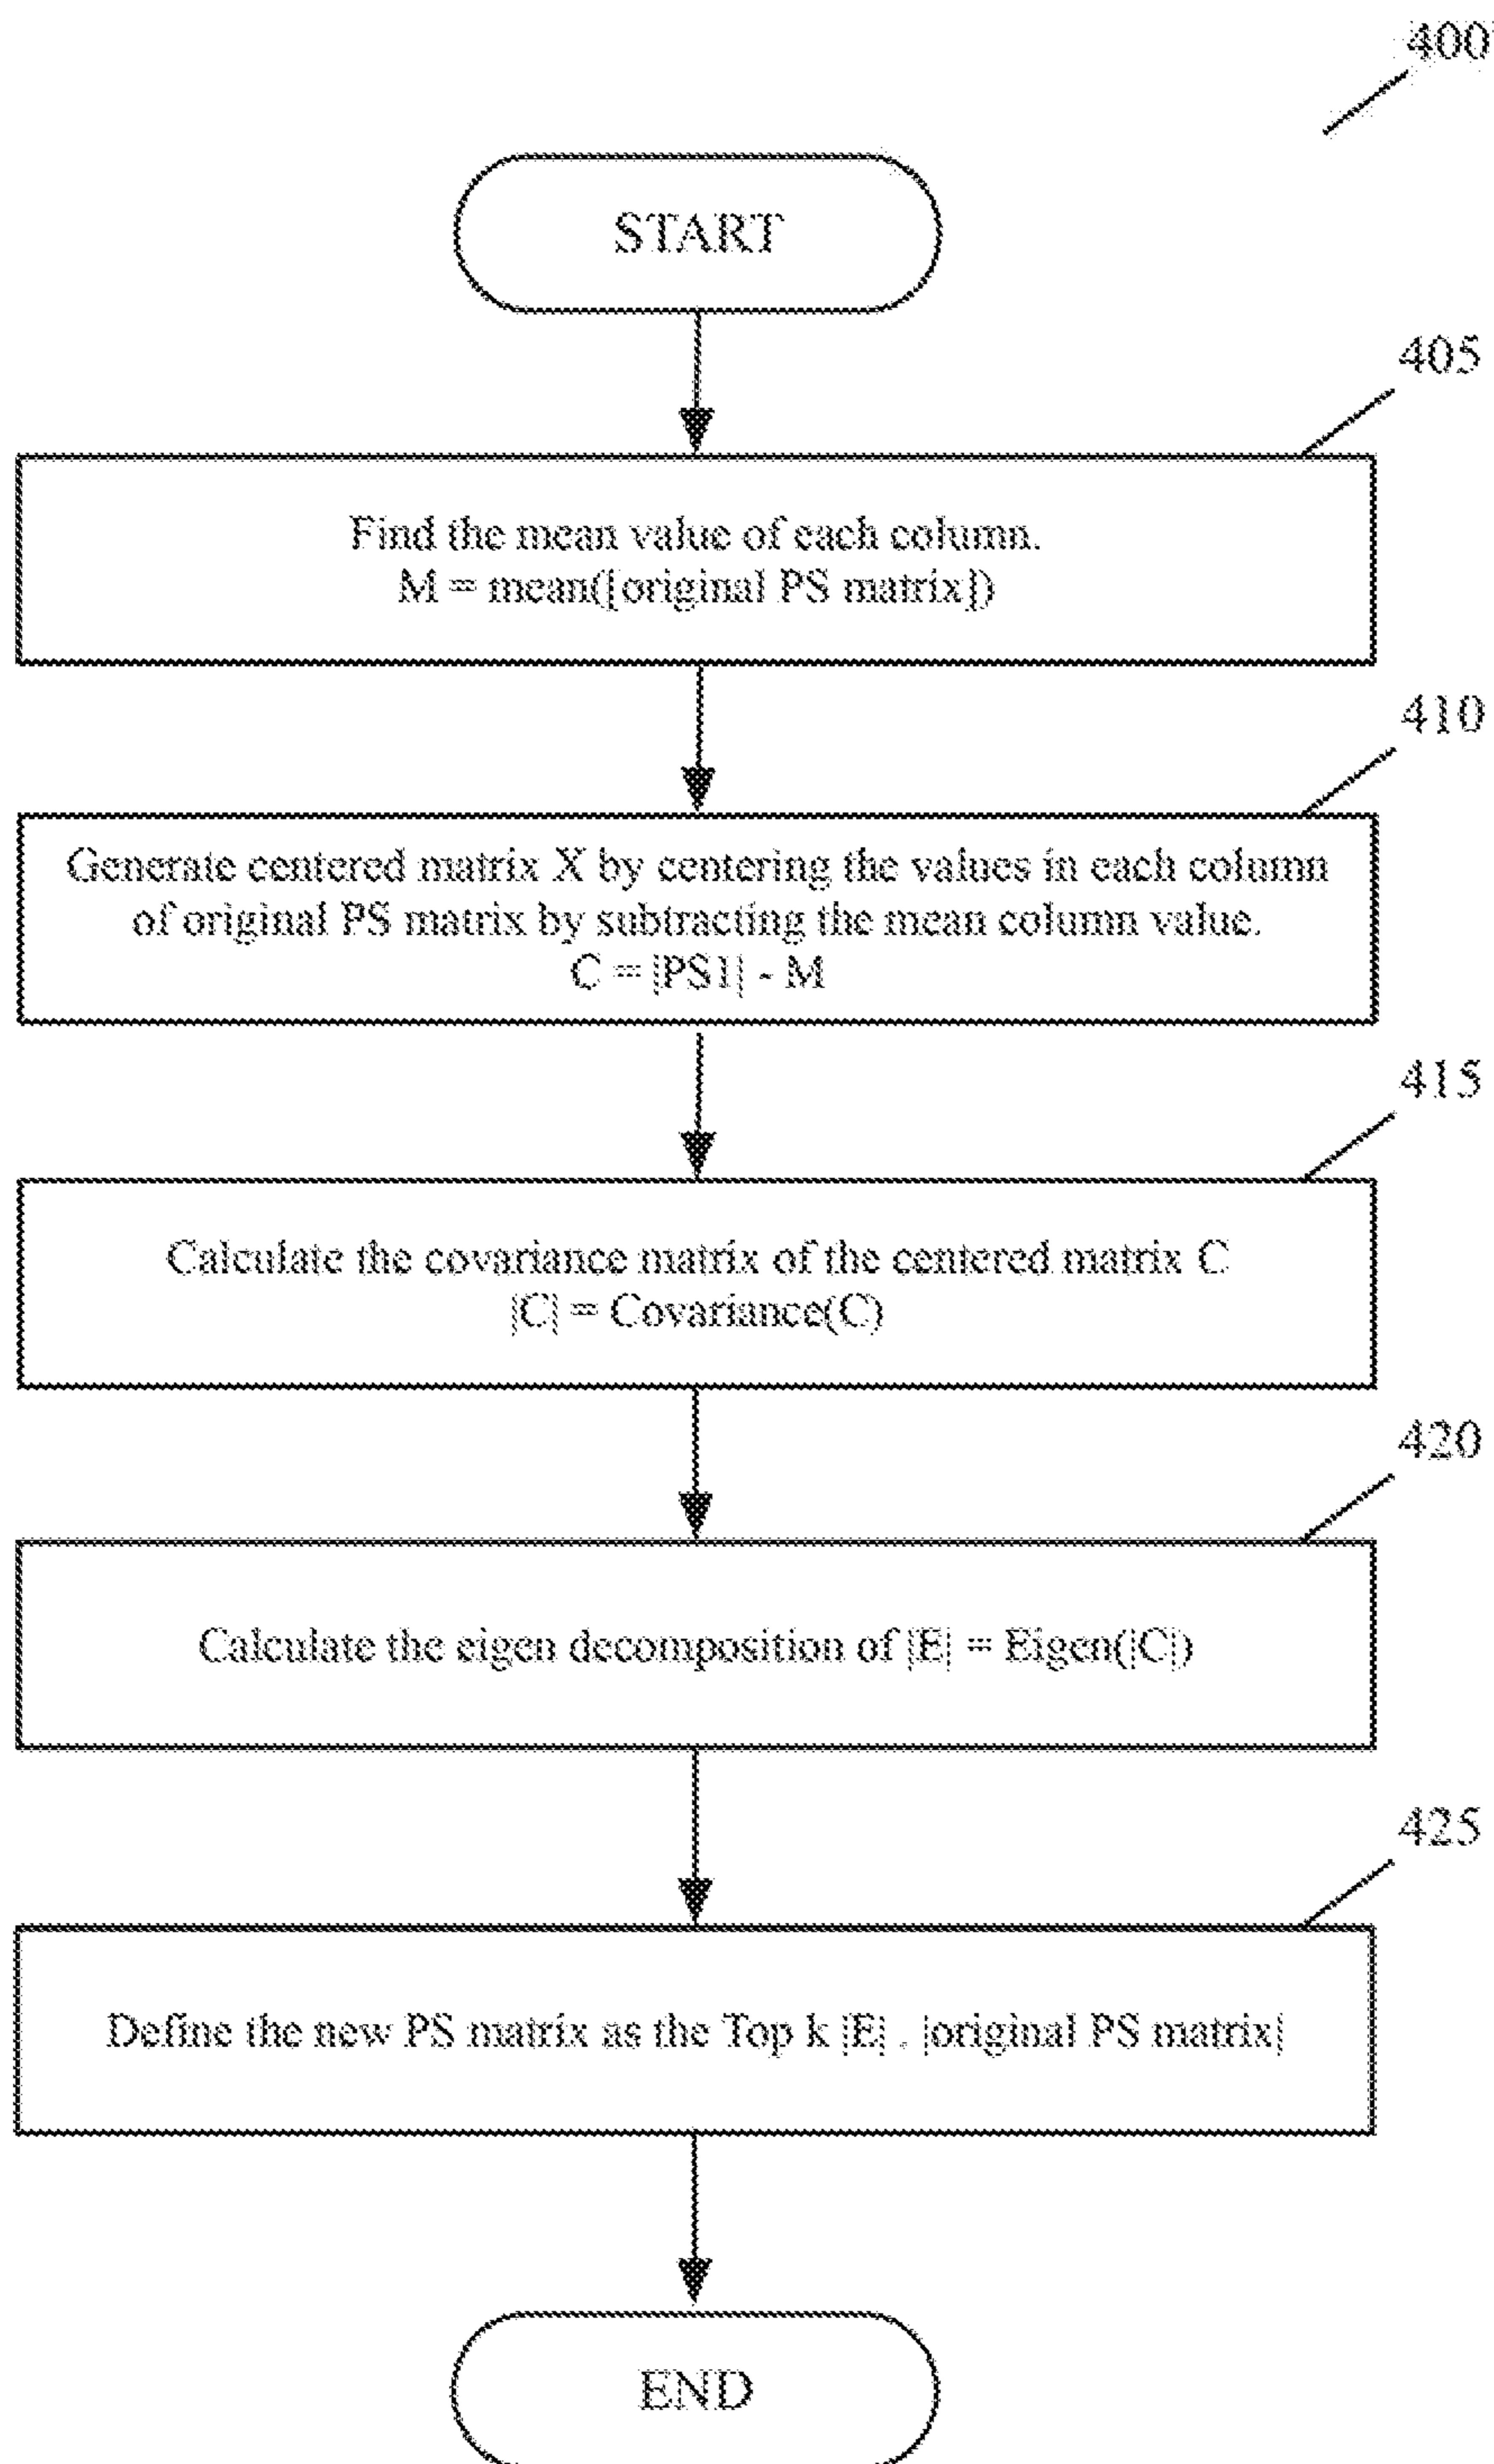 400
START
405
Find the mean value of each column.
M = mean([original PS matrix])
410
Generate centered matrix X by centering the values in each column
of original PS matrix by subtracting the mean column value.
C = |PS1| - M
415
Calculate the covariance matrix of the centered matrix C
|C| = Covariance(C)
420
Calculate the eigen decomposition of |E| = Eigen(|C|)
425
Define the new PS matrix as the Top k |E| . |original PS matrix|
END